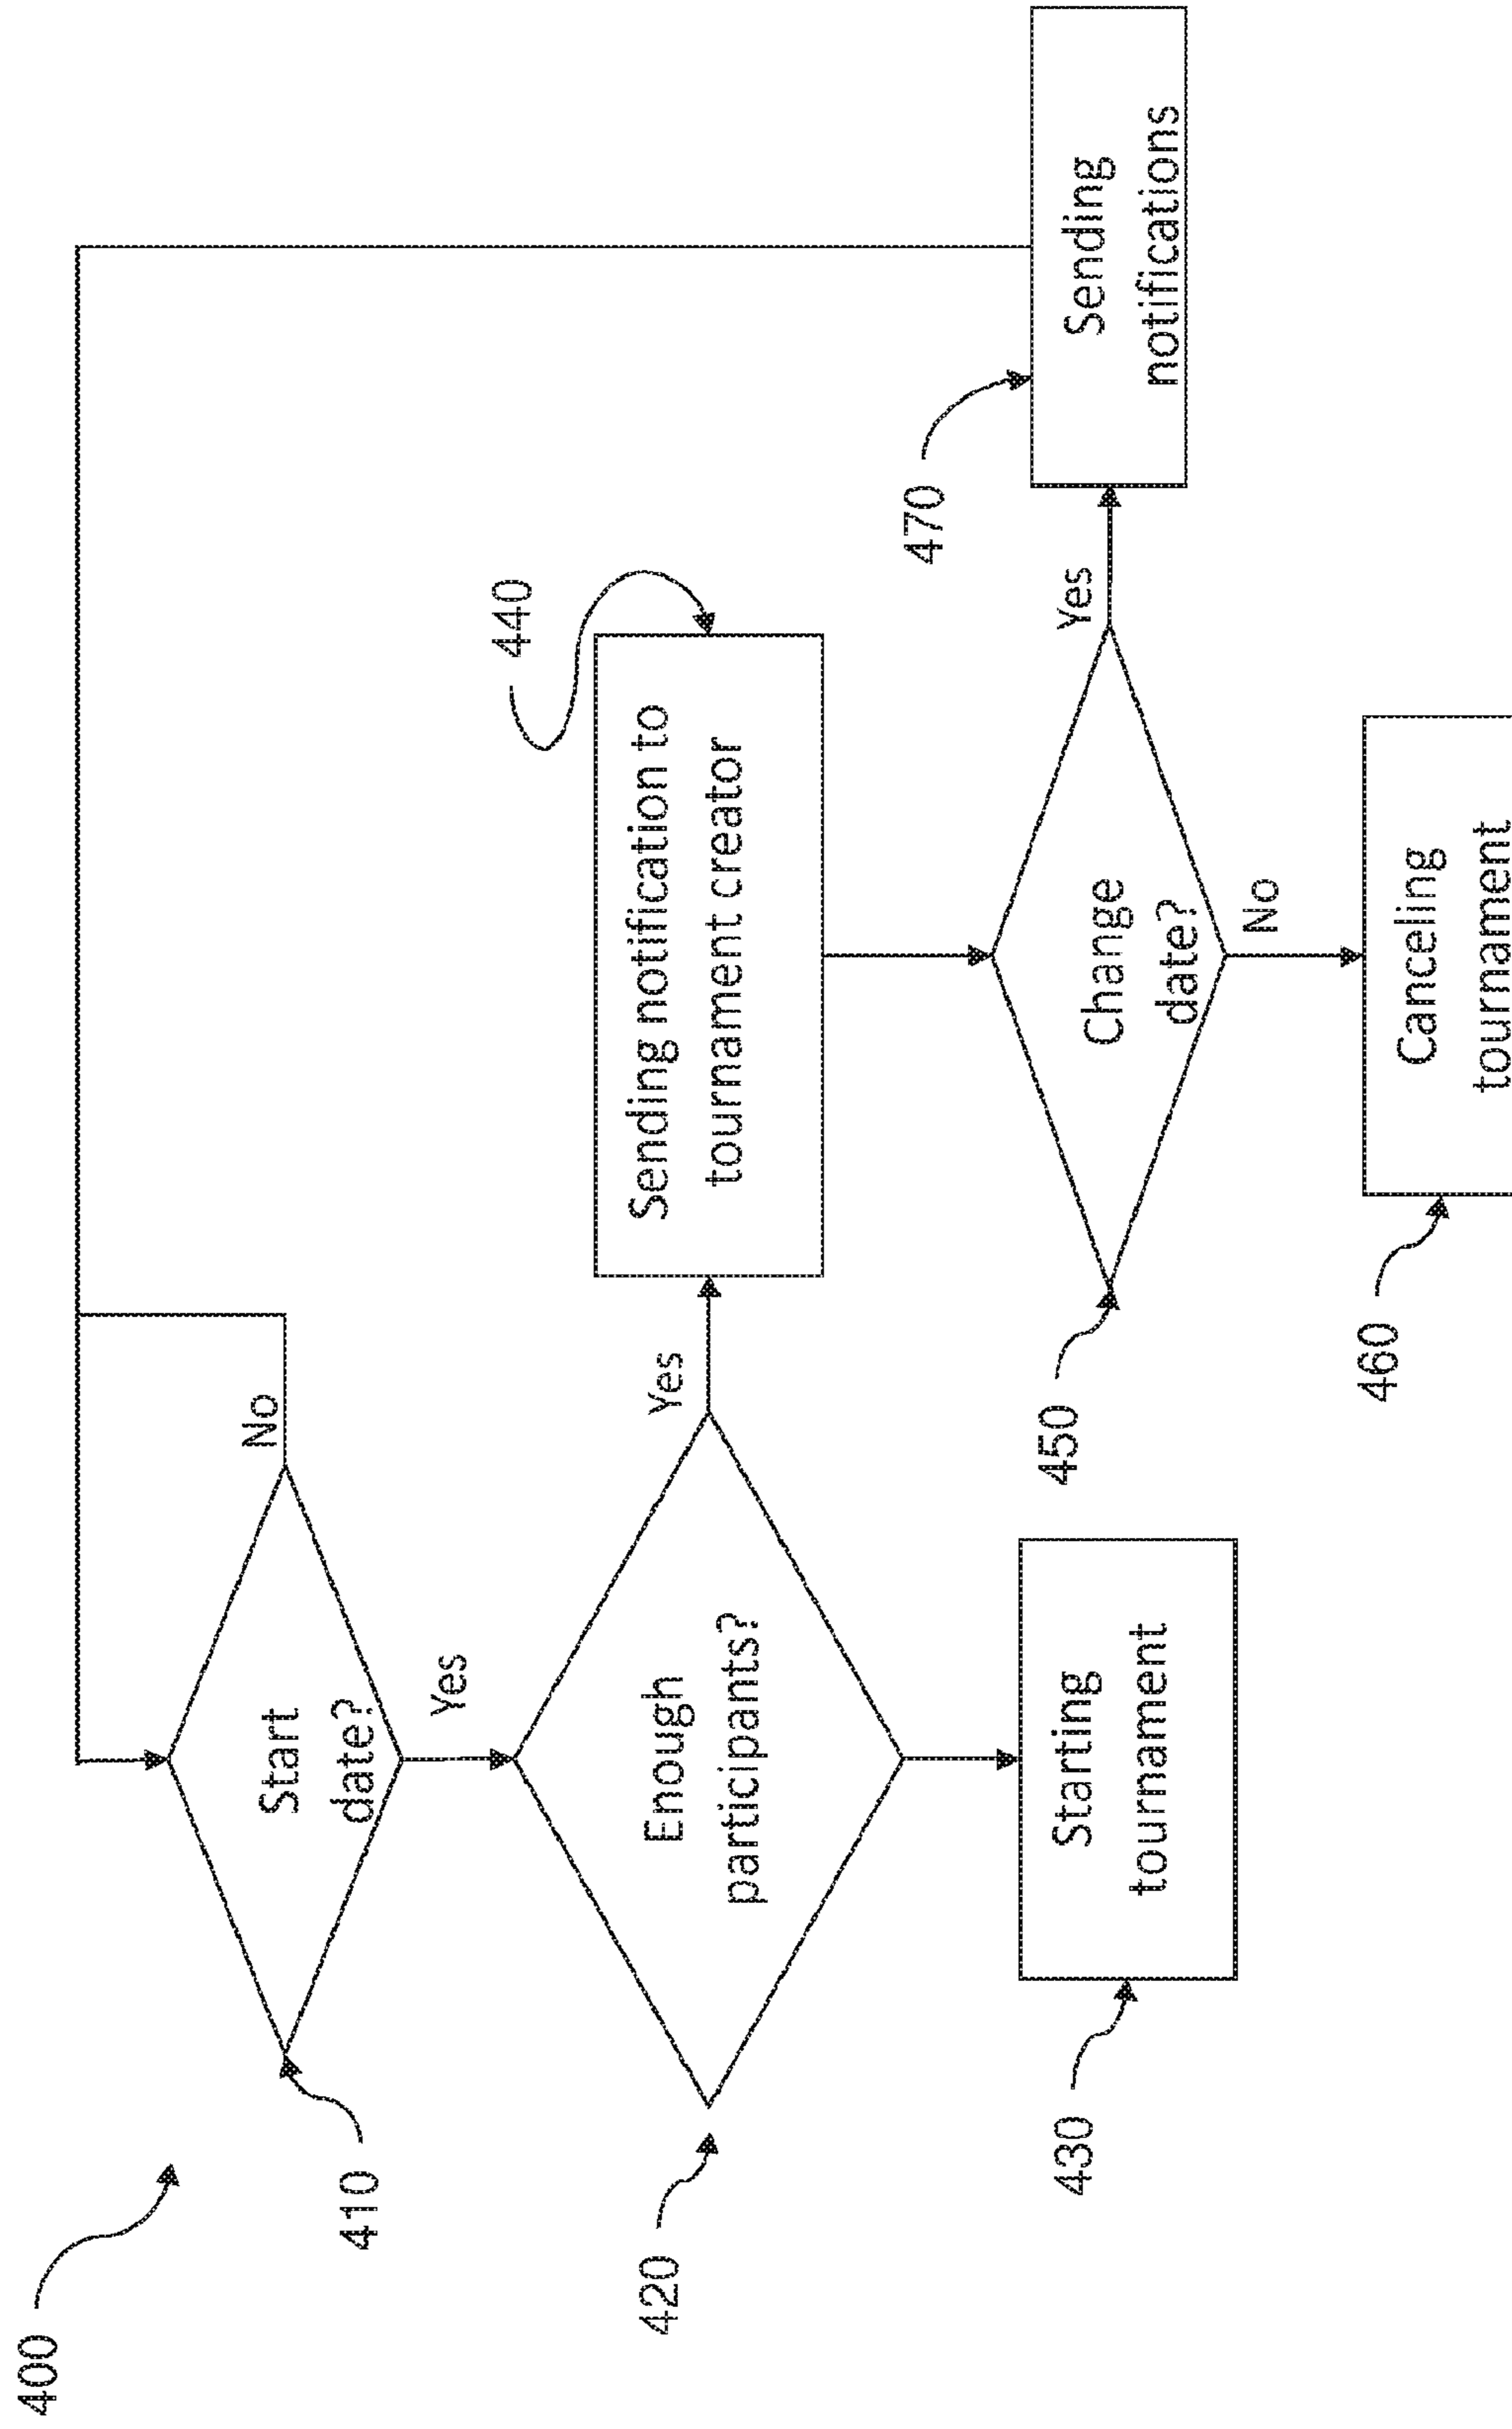 400
410
Start
date?
No
Yes
420
Enough
participants?
Yes
440
Sending notification to
tournament creator
430
Starting
tournament
450
Change
date?
Yes
No
470
Sending
notifications
460
Canceling
tournament